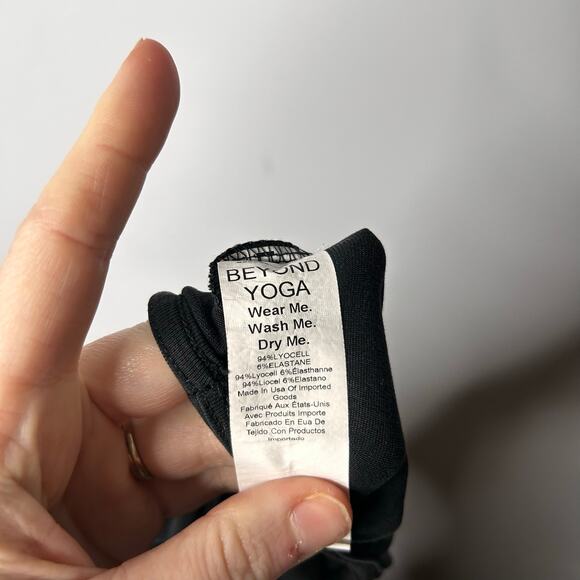 BEYOND
YOGA
Wear Me.
Wash Me.
Dry Me.
94%LYOCELL
6%ELASTANE
94%Lyocell 6%Élasthanne
94%Liocel 6%Elastano
Made In Usa Of Imported
Goods
Fabriqué Aux États-Unis
Avec Produits Importe
Fabricado En Eua De
Tejido Con Productos
Importado